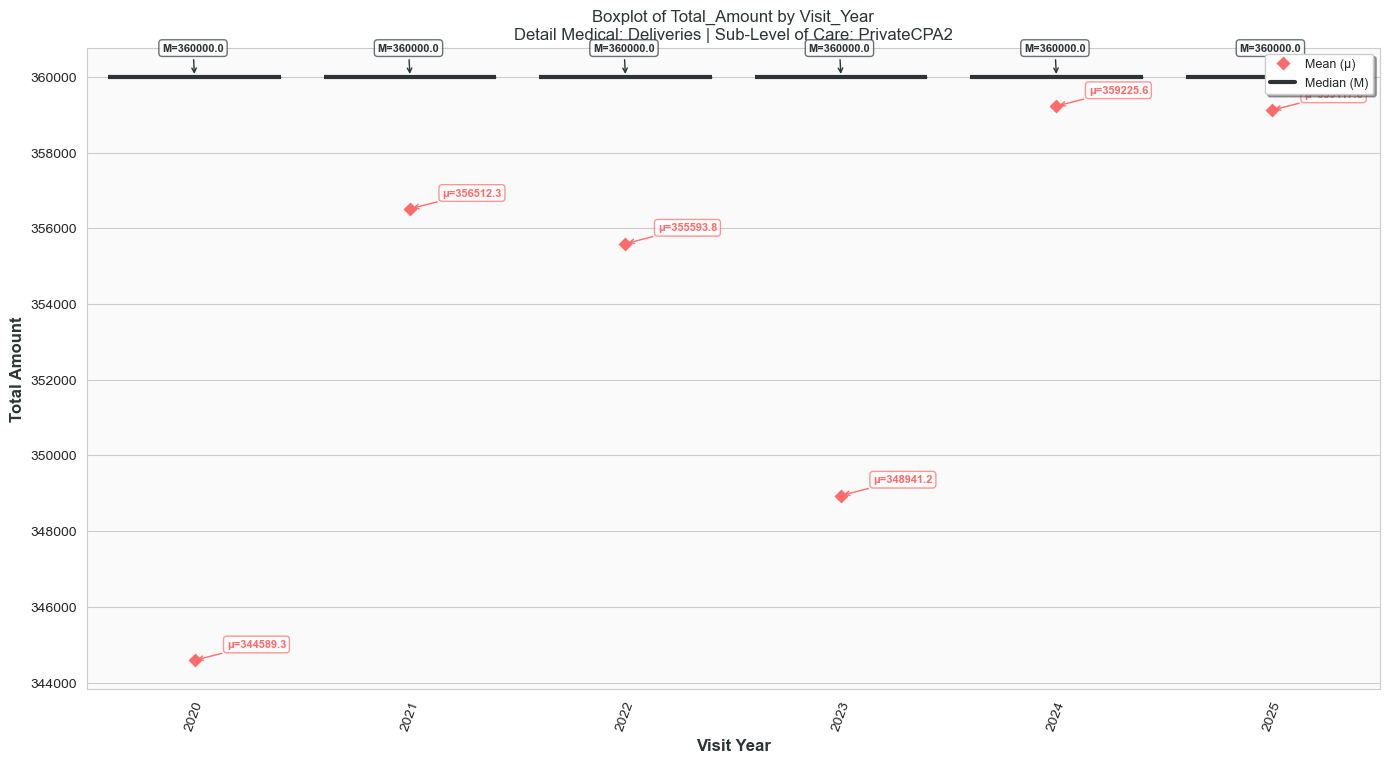 Boxplot of Total_Amount by Visit_Year
Detail Medical: Deliveries | Sub-Level of Care: PrivateCPA2
M=360000.0 M=360000.0 M=360000.0 M=360000.0 M=360000.0 M=360000.0
Mean (μ)
Median (M)
360000
358000
356000
354000
352000
350000
348000
346000
344000
Total Amount
μ=344589.3
μ=356512.3
μ=355593.8
μ=348941.2
μ=359225.6
2020
2021
2022
2023
2024
2025
Visit Year